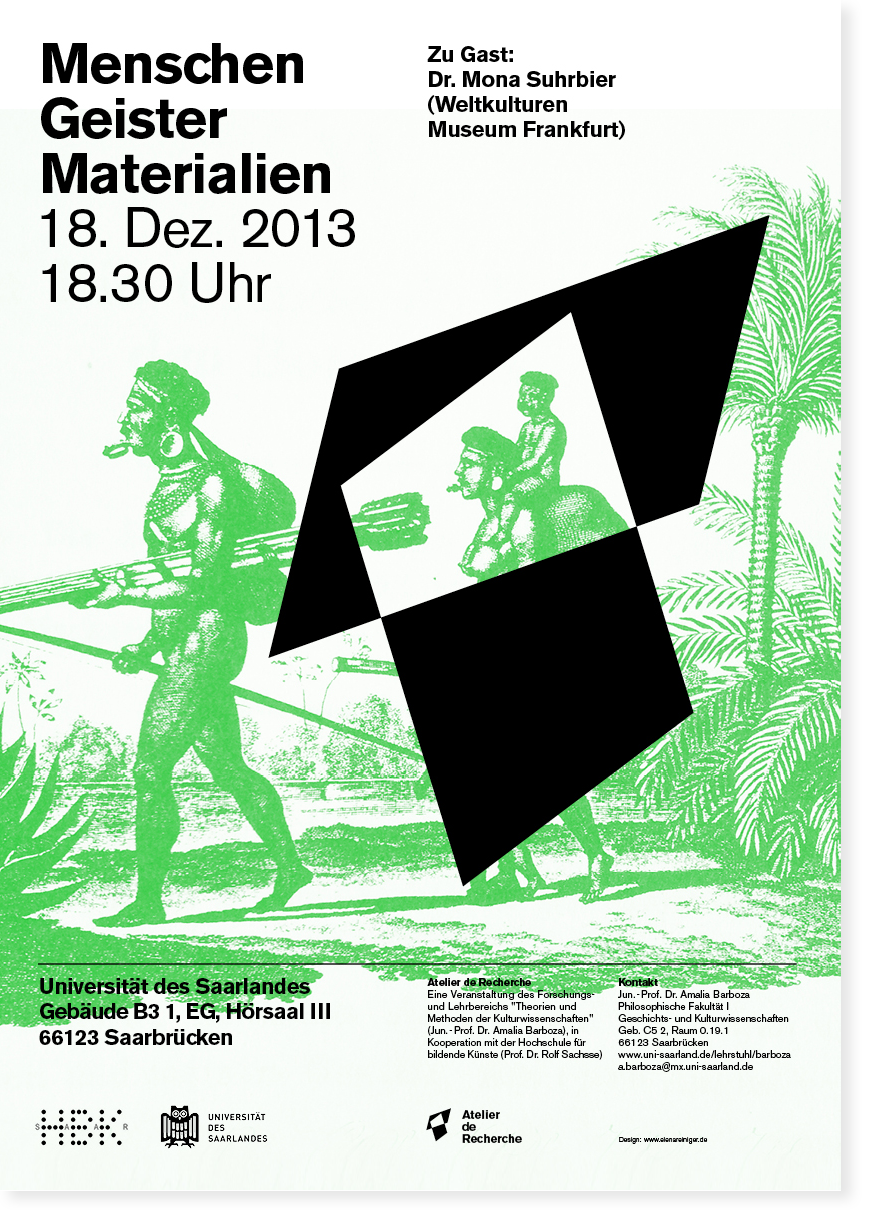 Menschen
Geister
Materialien
18. Dez. 2013
18.30 Uhr
Zu Gast:
Dr. Mona Suhrbier
(Weltkulturen
Museum Frankfurt)
Universität des Saarlandes
Gebäude B3 1, EG, Hörsaal III
66123 Saarbrücken
Atelier de Recherche
Eine Veranstaltung des Forschungs-
und Lehrbereichs "Theorien und
Methoden der Kulturwissenschaften"
(Jun.-Prof. Dr. Amalia Barboza), in
Kooperation mit der Hochschule für
bildende Künste (Prof. Dr. Rolf Sachsse)
Kontakt
Jun.-Prof. Dr. Amalia Barboza
Philosophische Fakultät I
Geschichts- und Kulturwissenschaften
Geb. C5 2, Raum 0.19.1
66123 Saarbrücken
www.uni-saarland.de/lehrstuhl/barboza
a.barboza@mx.uni-saarland.de
HBK
S A A R
UNIVERSITÄT
DES
SAARLANDES
Atelier
de
Recherche
Design: www.elenareiniger.de